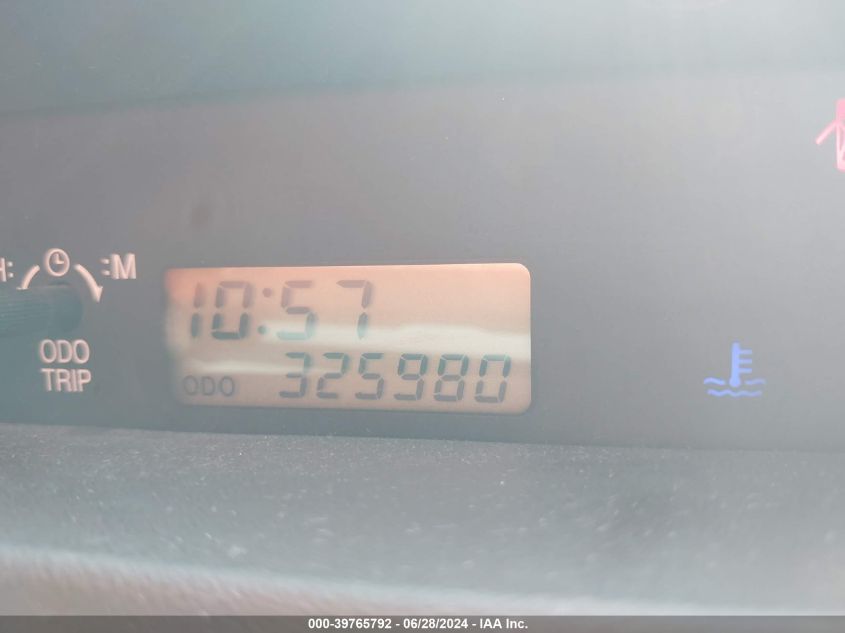 H: :M
10:57
ODO
TRIP
ODO 325980
000-39765792 - 06/28/2024 - IAA Inc.